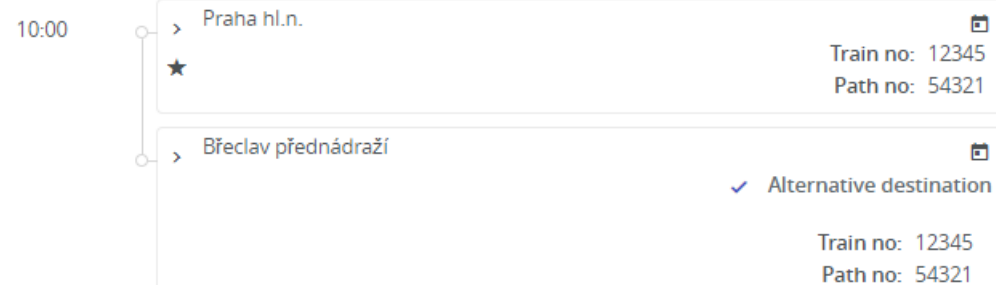 10:00
Praha hl.n.
Train no: 12345
Path no: 54321
Břeclav přednádraží
Alternative destination
Train no: 12345
Path no: 54321